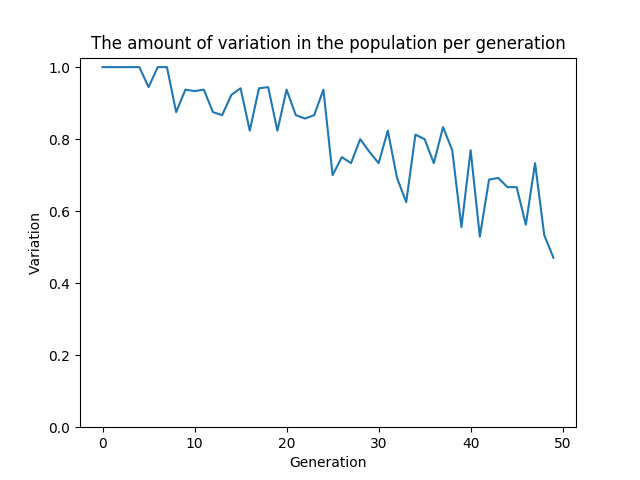 The amount of variation in the population per generation
1.0
0.8
0.6
0.4
0.2
0.0
Variation
0 10 20 30 40 50
Generation